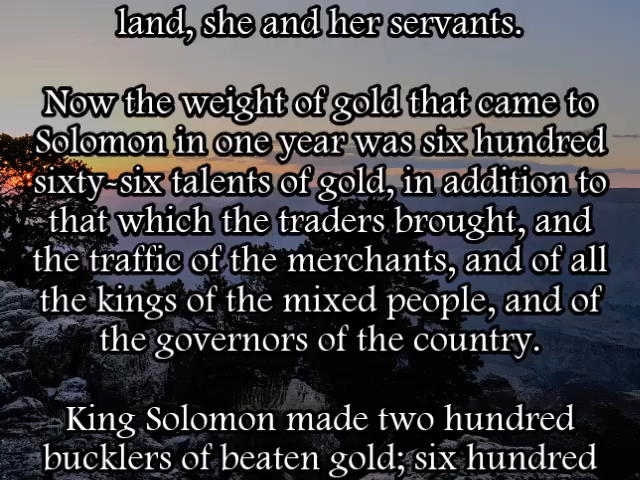 land, she and her servants.
Now the weight of gold that came to
Solomon in one year was six hundred
sixty-six talents of gold, in addition to
that which the traders brought, and
the traffic of the merchants, and of all
the kings of the mixed people, and of
the governors of the country.
King Solomon made two hundred
bucklers of beaten gold; six hundred